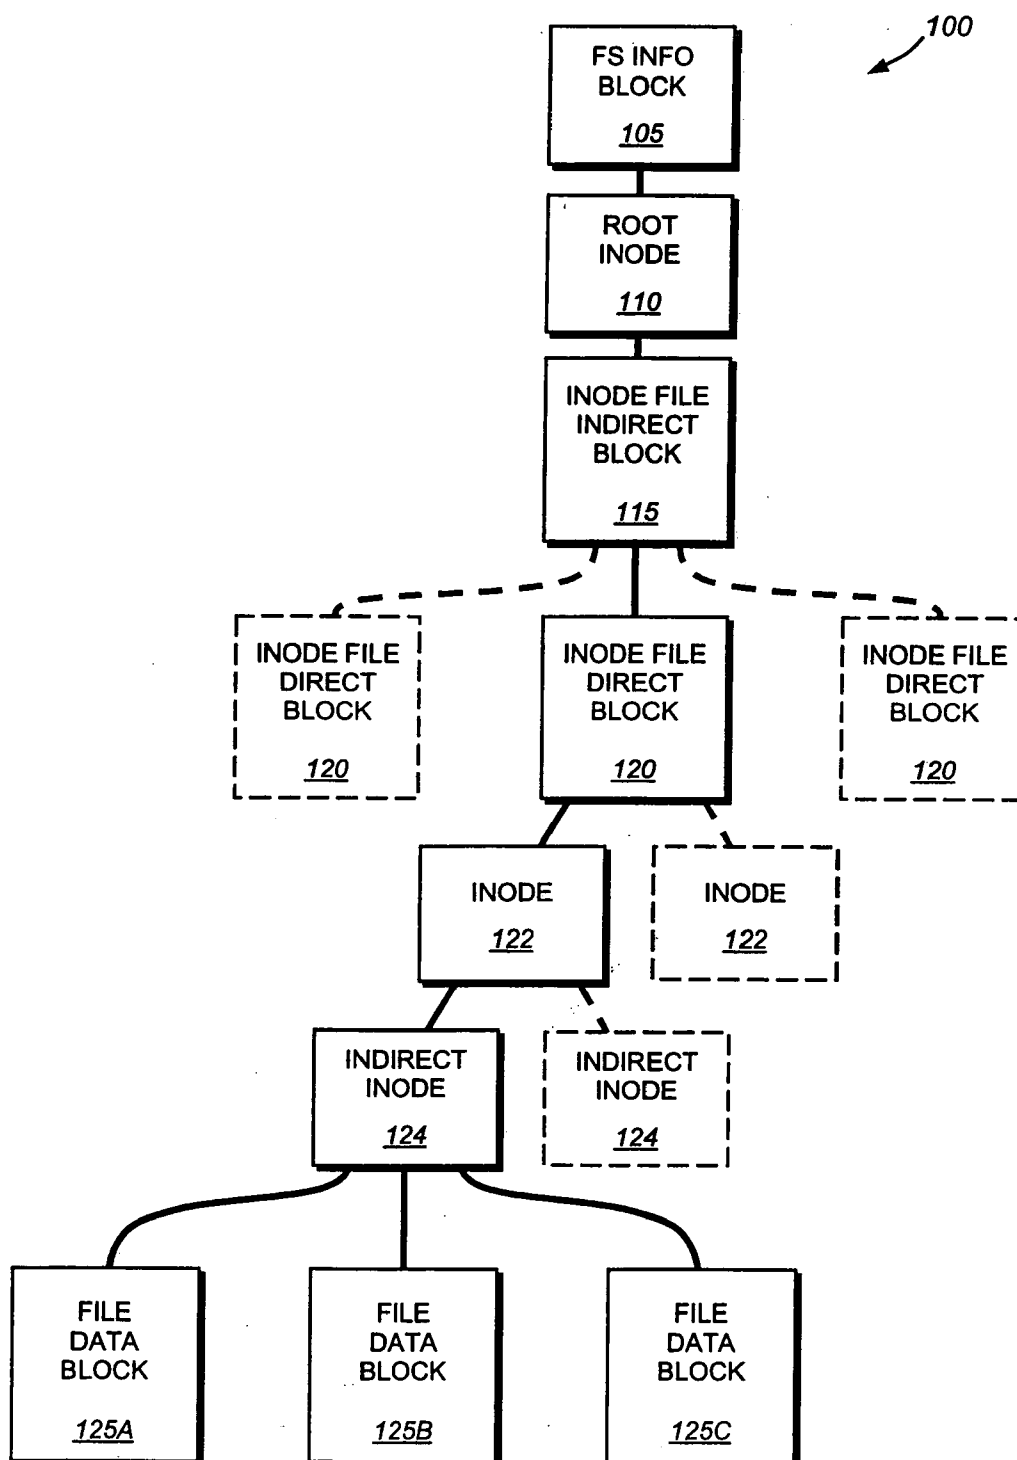 100
FS INFO
BLOCK
105
ROOT
INODE
110
INODE FILE
INDIRECT
BLOCK
115
INODE FILE
DIRECT
BLOCK
120
INODE FILE
DIRECT
BLOCK
120
INODE FILE
DIRECT
BLOCK
120
INODE
122
INODE
122
INDIRECT
INODE
124
INDIRECT
INODE
124
FILE
DATA
BLOCK
125A
FILE
DATA
BLOCK
125B
FILE
DATA
BLOCK
125C